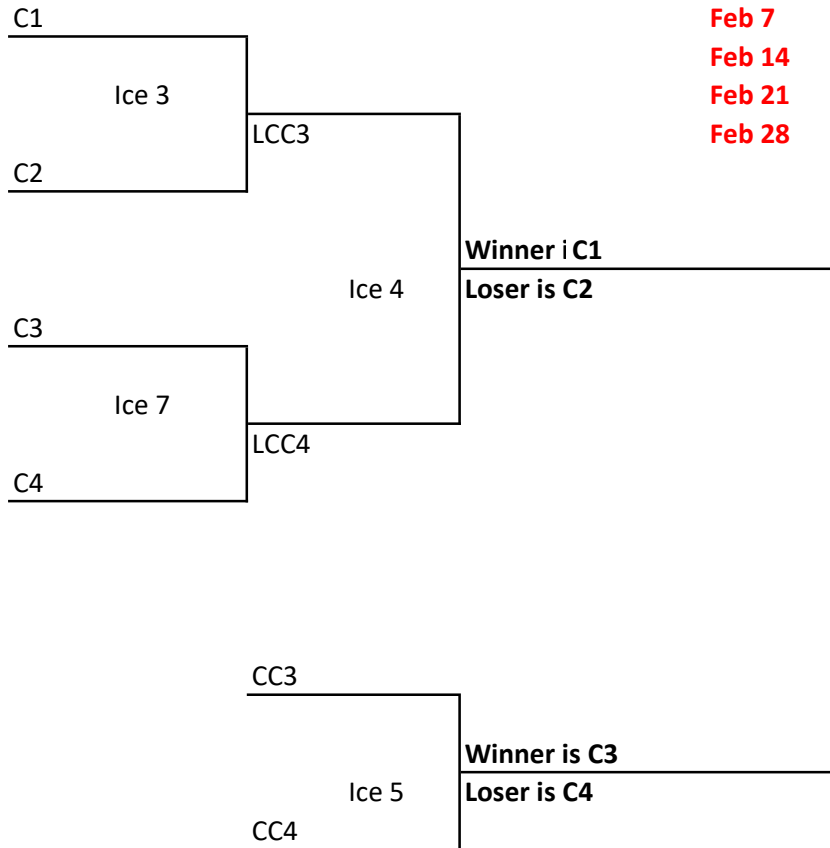 C1
Feb 7
Feb 14
Ice 3
Feb 21
LCC3
Feb 28
C2
Winner i C1
Ice 4
Loser is C2
C3
Ice 7
LCC4
C4
CC3
Winner is C3
Ice 5
Loser is C4
CC4